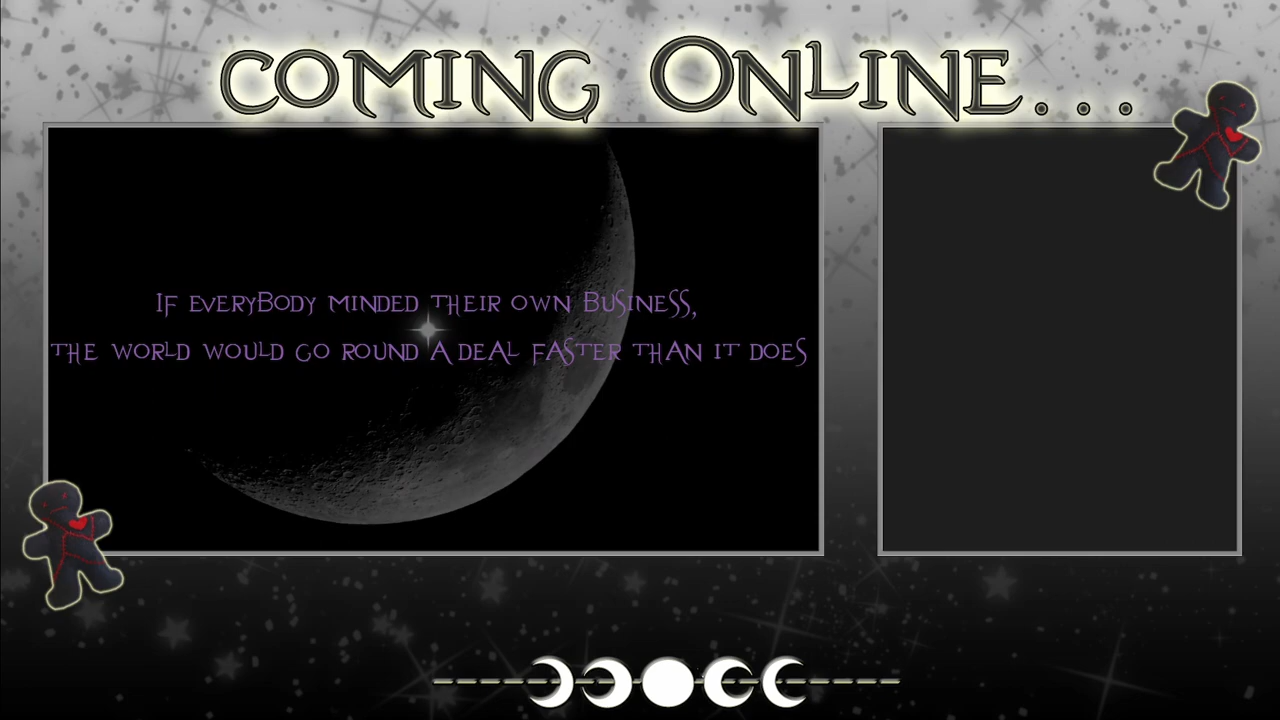 Coming Online...
If everybody minded their own business,
the world would go round a deal faster than it does